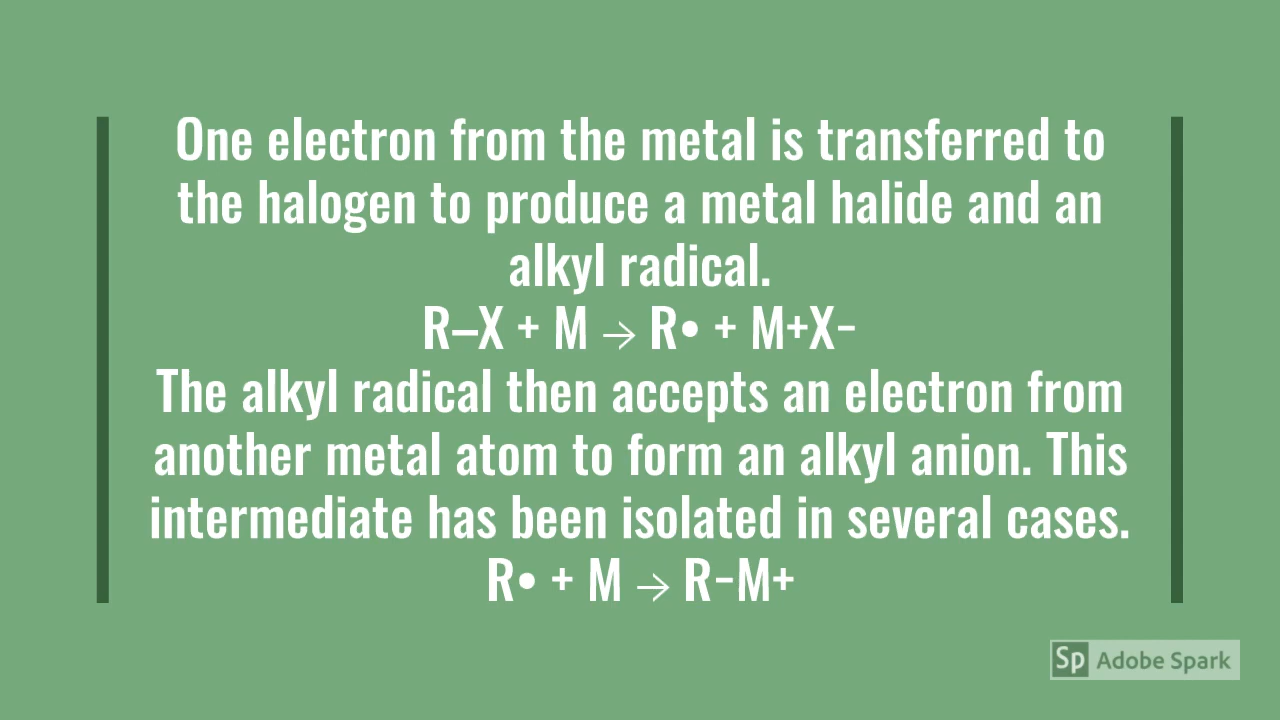 One electron from the metal is transferred to
the halogen to produce a metal halide and an
alkyl radical.
R–X + M → R• + M+X−
The alkyl radical then accepts an electron from
another metal atom to form an alkyl anion. This
intermediate has been isolated in several cases.
R• + M → R−M+
Sp Adobe Spark